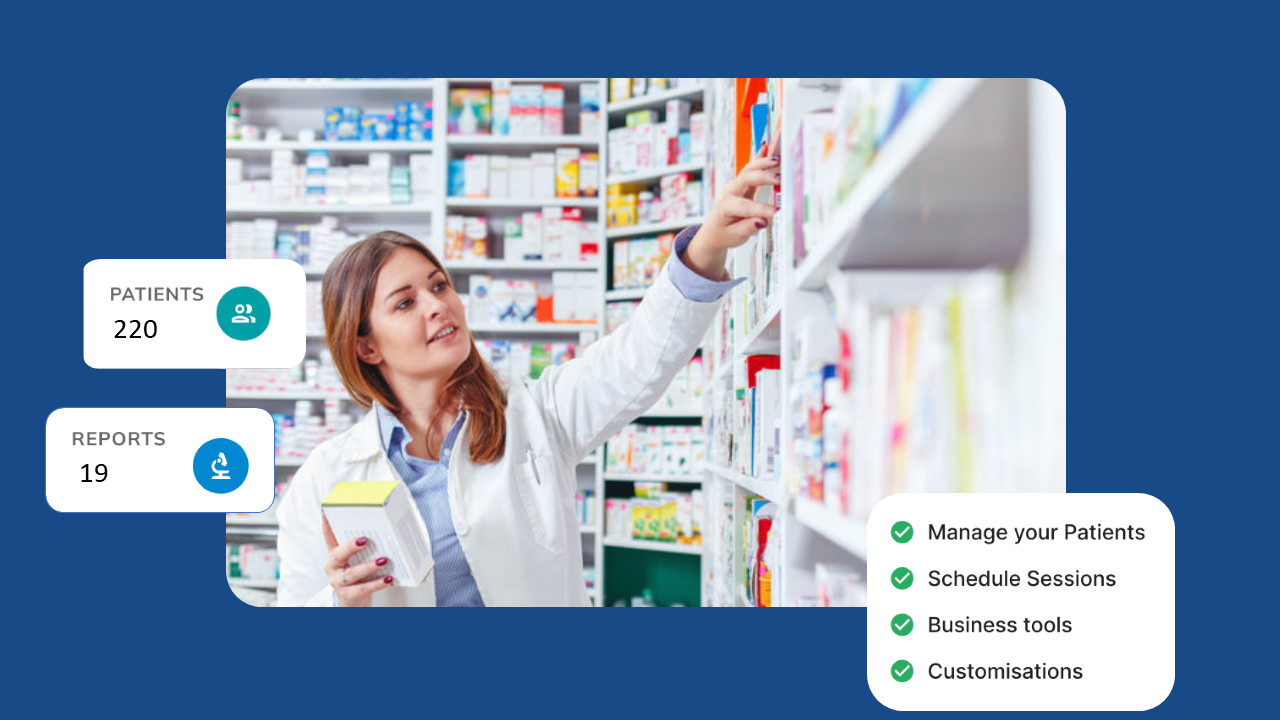 PATIENTS
220
REPORTS
19
Manage your Patients
Schedule Sessions
Business tools
Customisations